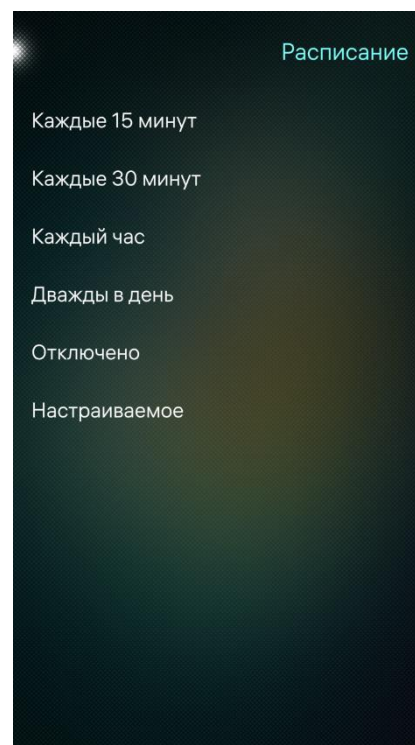 Расписание
Каждые 15 минут
Каждые 30 минут
Каждый час
Дважды в день
Отключено
Настраиваемое